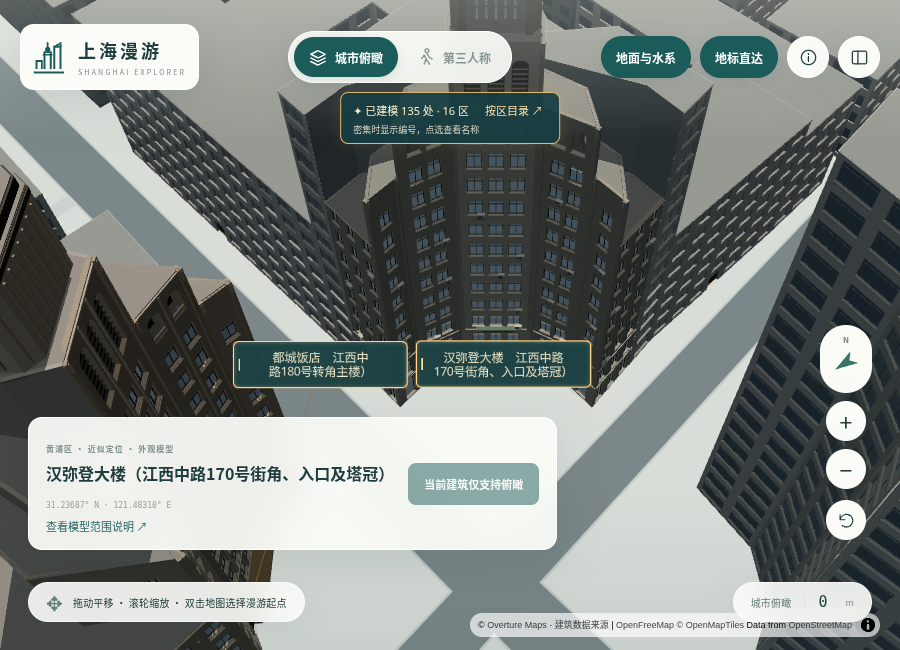 上海漫游
SHANGHAI EXPLORER
城市俯瞰
第三人称
地面与水系
地标直达
✦ 已建模 135 处 · 16 区 按区目录 ↗
密集时显示编号，点选查看名称
都城饭店 江西中
路180号转角主楼）
汉弥登大楼 江西中路
170号街角、入口及塔冠）
N
黄浦区 · 近似定位 · 外观模型
汉弥登大楼（江西中路170号街角、入口及塔冠）
31.23687° N · 121.48310° E
查看模型范围说明 ↗
当前建筑仅支持俯瞰
拖动平移 · 滚轮缩放 · 双击地图选择漫游起点
城市俯瞰 0 m
© Overture Maps · 建筑数据来源 | OpenFreeMap © OpenMapTiles Data from OpenStreetMap